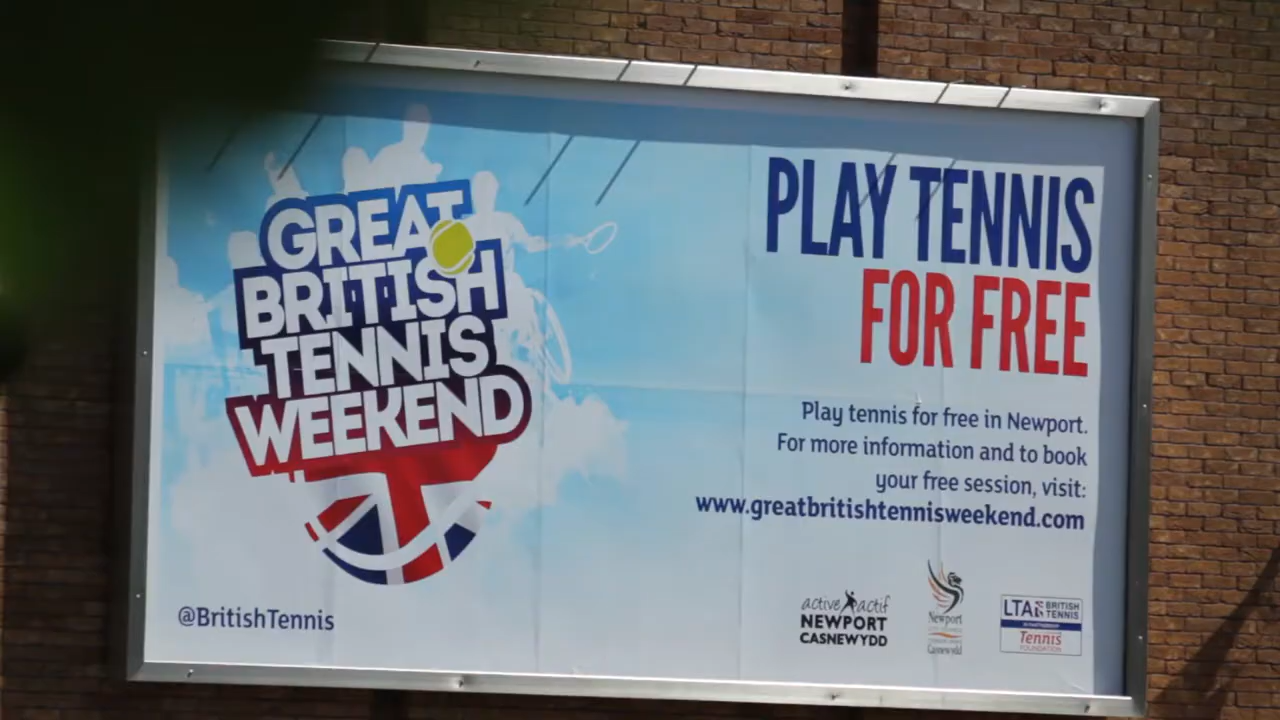 GREAT
BRITISH
TENNIS
WEEKEND
@BritishTennis
PLAY TENNIS
FOR FREE
Play tennis for free in Newport.
For more information and to book
your free session, visit:
www.greatbritishtennisweekend.com
active actif
NEWPORT
CASNEWYDD
Newport
Casnewydd
LTA BRITISH
TENNIS
Tennis
FOUNDATION